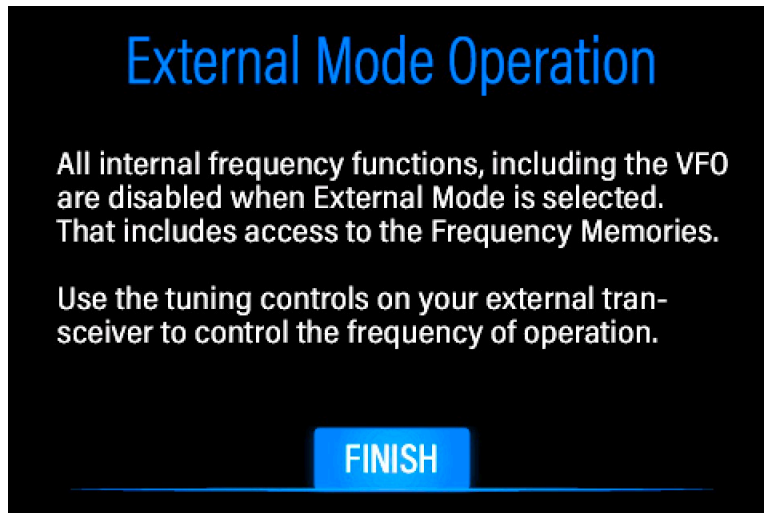 External Mode Operation
All internal frequency functions, including the VFO
are disabled when External Mode is selected.
That includes access to the Frequency Memories.
Use the tuning controls on your external tran-
sceiver to control the frequency of operation.
FINISH